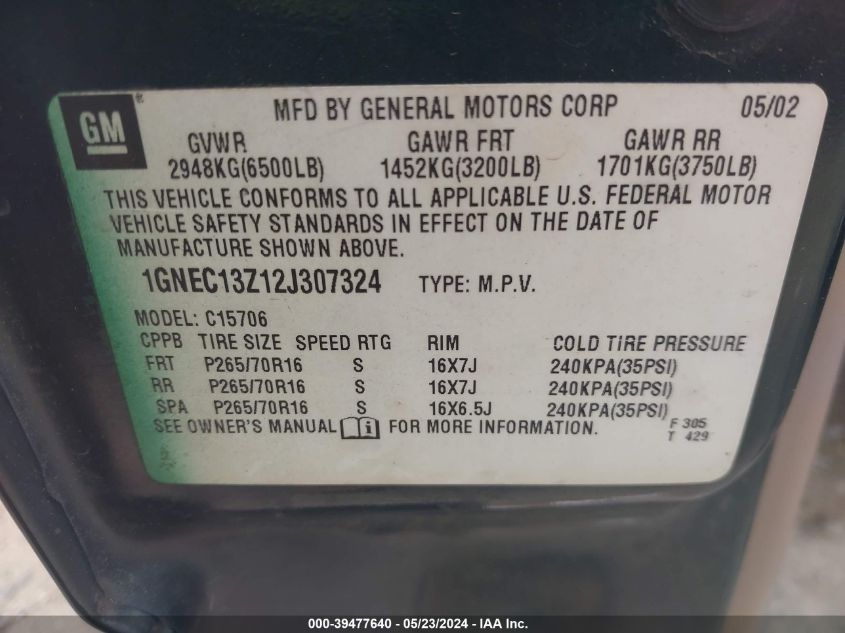 GM® MFD BY GENERAL MOTORS CORP 05/02
GVWR GAWR FRT GAWR RR
2948KG(6500LB) 1452KG(3200LB) 1701KG(3750LB)
THIS VEHICLE CONFORMS TO ALL APPLICABLE U.S. FEDERAL MOTOR
VEHICLE SAFETY STANDARDS IN EFFECT ON THE DATE OF
MANUFACTURE SHOWN ABOVE.
1GNEC13Z12J307324 TYPE: M.P.V.
MODEL: C15706
CPPB TIRE SIZE SPEED RTG RIM COLD TIRE PRESSURE
FRT P265/70R16 S 16X7J 240KPA(35PSI)
RR P265/70R16 S 16X7J 240KPA(35PSI)
SPA P265/70R16 S 16X6.5J 240KPA(35PSI)
SEE OWNER'S MANUAL FOR MORE INFORMATION. F 305
T 429
000-39477640 - 05/23/2024 - IAA Inc.